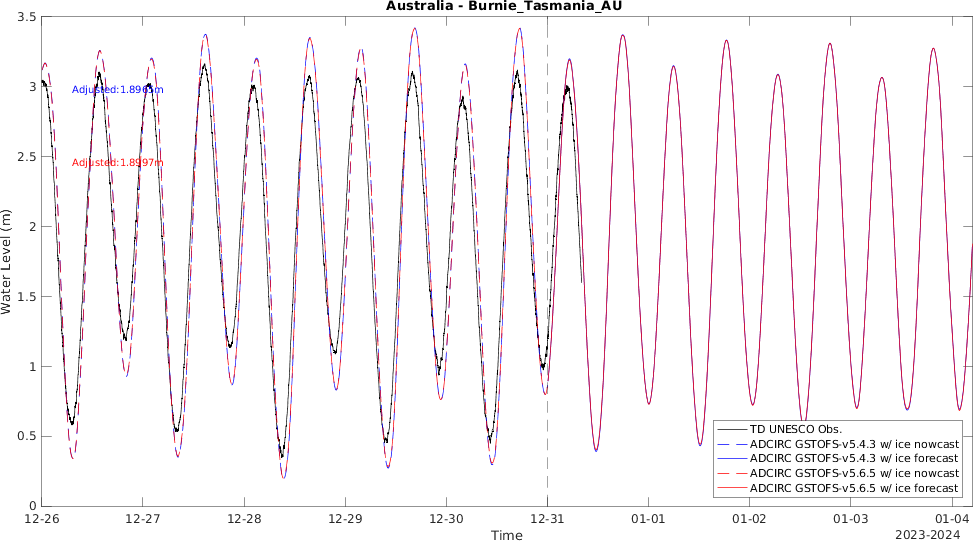 Australia - Burnie_Tasmania_AU
3.5
3
2.5
2
1.5
1
0.5
0
Water Level (m)
Adjusted:1.8965m
Adjusted:1.8997m
TD UNESCO Obs.
ADCIRC GSTOFS-v5.4.3 w/ ice nowcast
ADCIRC GSTOFS-v5.4.3 w/ ice forecast
ADCIRC GSTOFS-v5.6.5 w/ ice nowcast
ADCIRC GSTOFS-v5.6.5 w/ ice forecast
12-26 12-27 12-28 12-29 12-30 12-31 01-01 01-02 01-03 01-04
Time
2023-2024